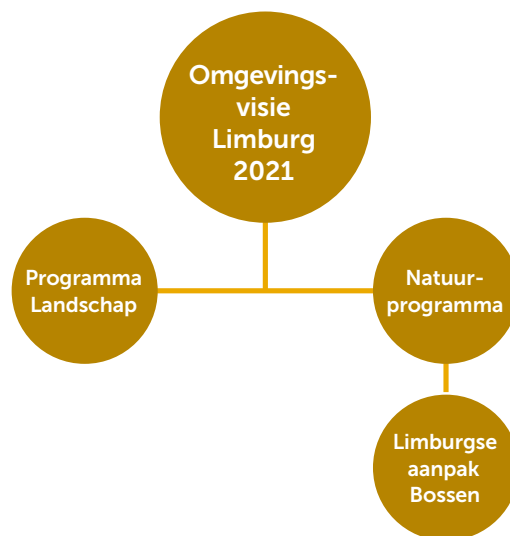 Omgevings-
visie
Limburg
2021
Programma
Landschap
Natuur-
programma
Limburgse
aanpak
Bossen